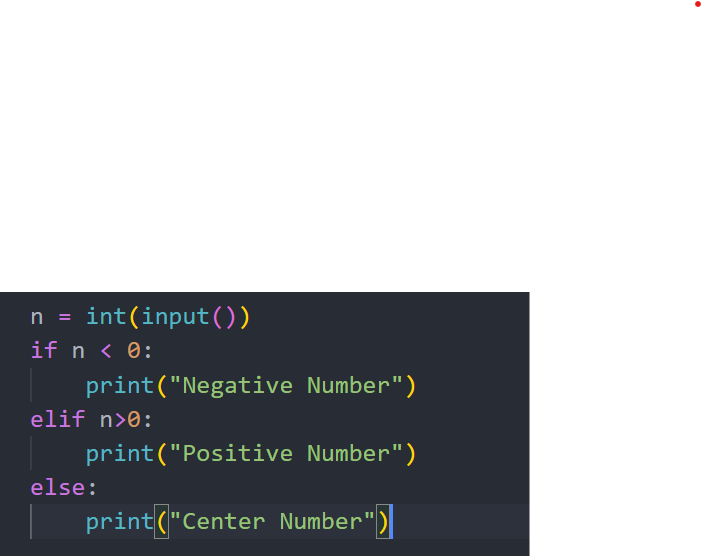 n = int(input())
if n < 0:
    print("Negative Number")
elif n>0:
    print("Positive Number")
else:
    print("Center Number")